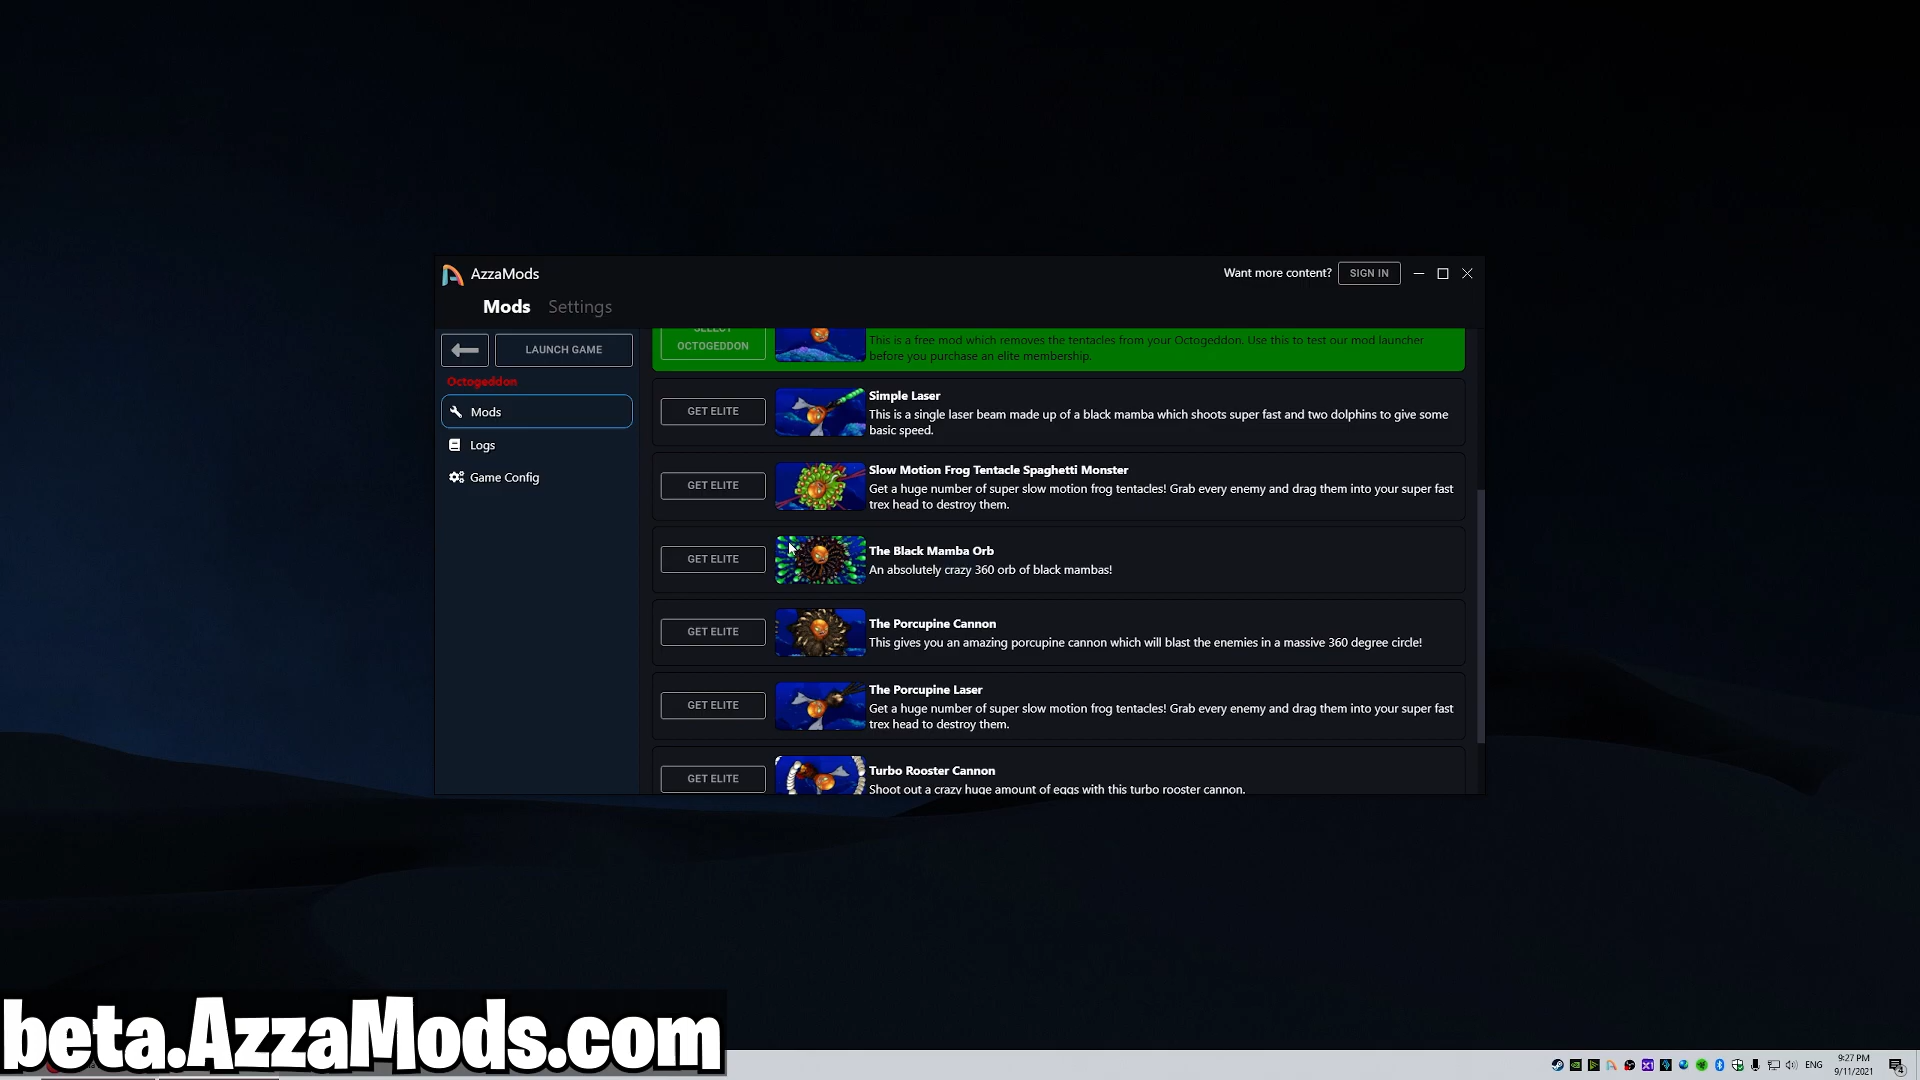 AzzaMods
Want more content?
SIGN IN
Mods
Settings
LAUNCH GAME
Octogeddon
Mods
Logs
Game Config
SELECT
OCTOGEDDON
This is a free mod which removes the tentacles from your Octogeddon. Use this to test our mod launcher
before you purchase an elite membership.
GET ELITE
Simple Laser
This is a single laser beam made up of a black mamba which shoots super fast and two dolphins to give some
basic speed.
GET ELITE
Slow Motion Frog Tentacle Spaghetti Monster
Get a huge number of super slow motion frog tentacles! Grab every enemy and drag them into your super fast
trex head to destroy them.
GET ELITE
The Black Mamba Orb
An absolutely crazy 360 orb of black mambas!
GET ELITE
The Porcupine Cannon
This gives you an amazing porcupine cannon which will blast the enemies in a massive 360 degree circle!
GET ELITE
The Porcupine Laser
Get a huge number of super slow motion frog tentacles! Grab every enemy and drag them into your super fast
trex head to destroy them.
GET ELITE
Turbo Rooster Cannon
Shoot out a crazy huge amount of eggs with this turbo rooster cannon.
beta.AzzaMods.com
ENG
9:27 PM
9/11/2021
4